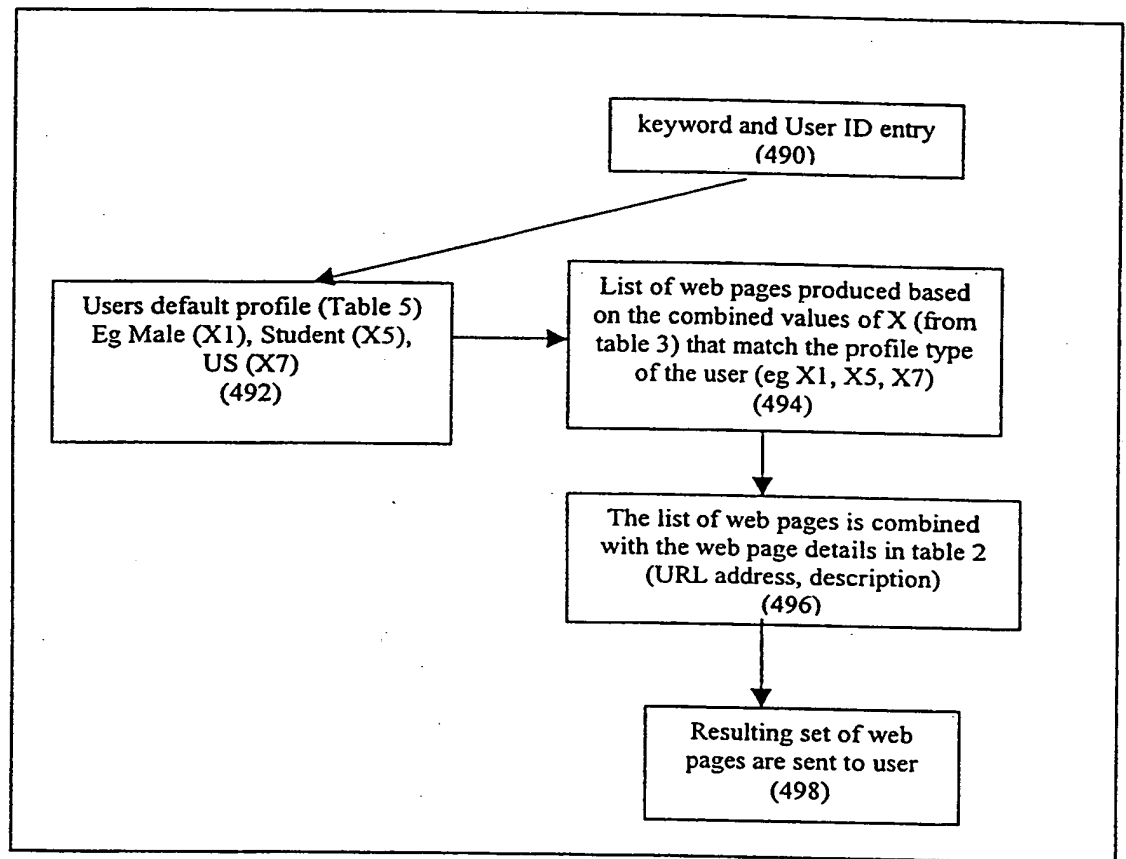 keyword and User ID entry
(490)
Users default profile (Table 5)
Eg Male (X1), Student (X5),
US (X7)
(492)
List of web pages produced based
on the combined values of X (from
table 3) that match the profile type
of the user (eg X1, X5, X7)
(494)
The list of web pages is combined
with the web page details in table 2
(URL address, description)
(496)
Resulting set of web
pages are sent to user
(498)